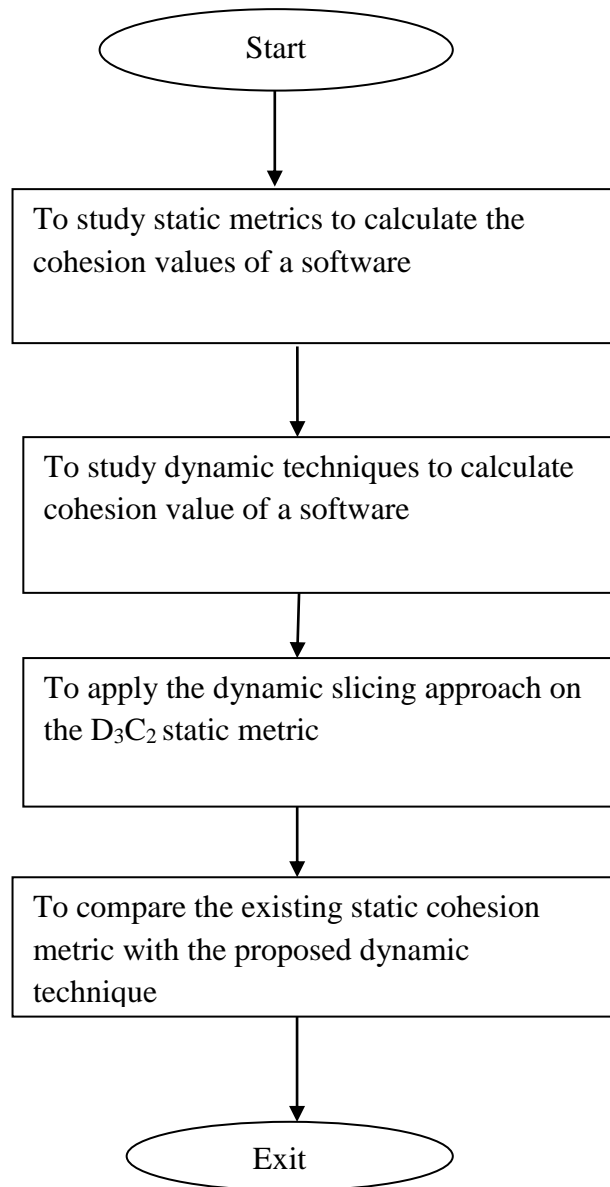 Start
To study static metrics to calculate the
cohesion values of a software
To study dynamic techniques to calculate
cohesion value of a software
To apply the dynamic slicing approach on
the D₃C₂ static metric
To compare the existing static cohesion
metric with the proposed dynamic
technique
Exit